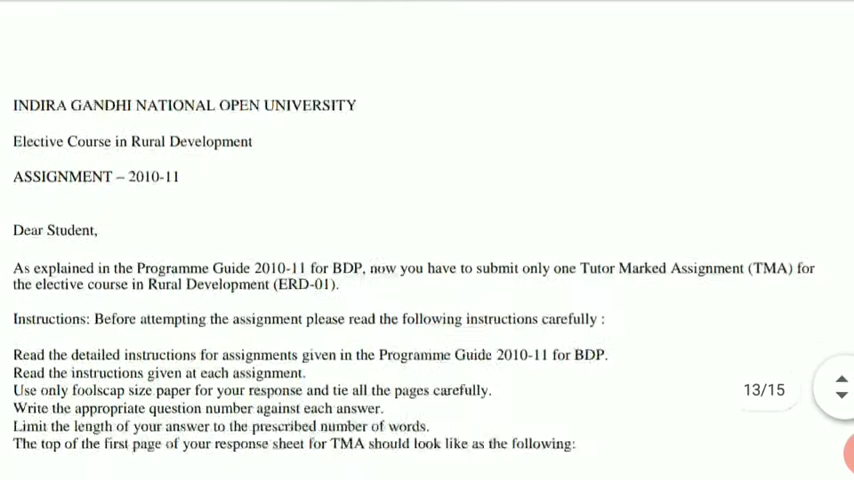 INDIRA GANDHI NATIONAL OPEN UNIVERSITY
Elective Course in Rural Development
ASSIGNMENT – 2010-11
Dear Student,
As explained in the Programme Guide 2010-11 for BDP, now you have to submit only one Tutor Marked Assignment (TMA) for
the elective course in Rural Development (ERD-01).
Instructions: Before attempting the assignment please read the following instructions carefully :
Read the detailed instructions for assignments given in the Programme Guide 2010-11 for BDP.
Read the instructions given at each assignment.
Use only foolscap size paper for your response and tie all the pages carefully.
13/15
Write the appropriate question number against each answer.
Limit the length of your answer to the prescribed number of words.
The top of the first page of your response sheet for TMA should look like as the following: